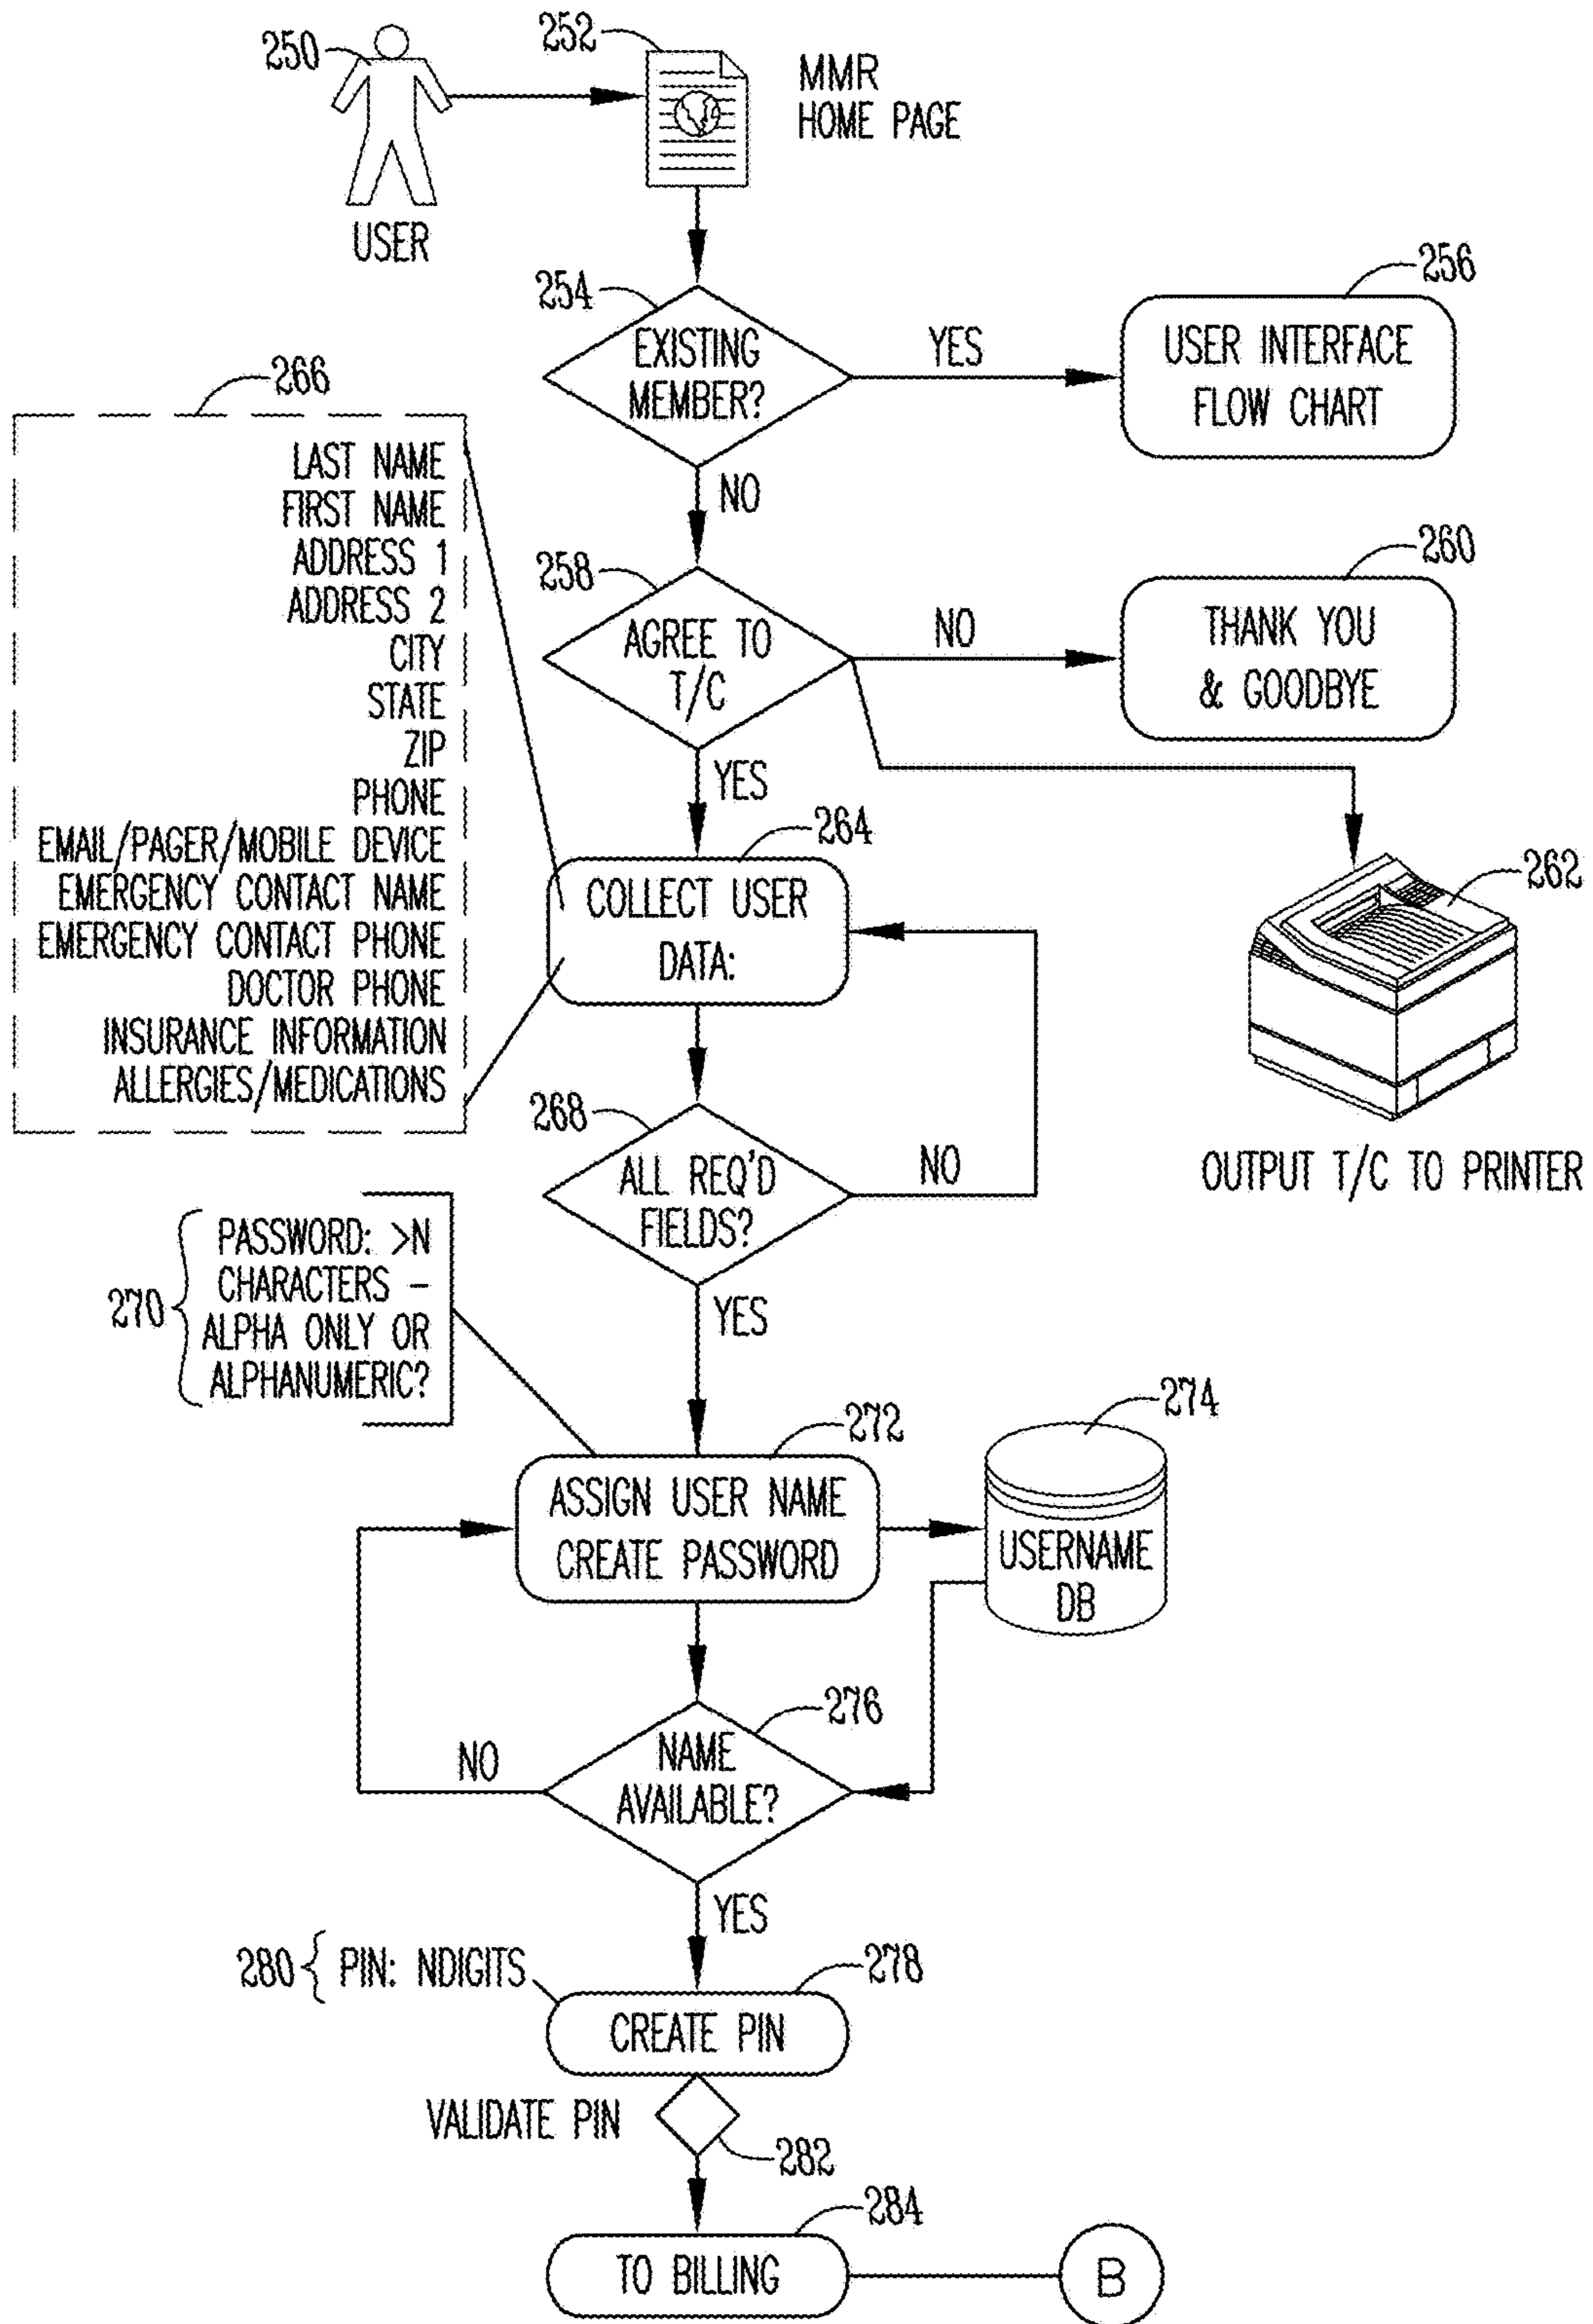 250
252
MMR
HOME PAGE
USER
254
EXISTING
MEMBER?
YES
256
USER INTERFACE
FLOW CHART
NO
266
LAST NAME
FIRST NAME
ADDRESS 1
ADDRESS 2
CITY
STATE
ZIP
PHONE
EMAIL/PAGER/MOBILE DEVICE
EMERGENCY CONTACT NAME
EMERGENCY CONTACT PHONE
DOCTOR PHONE
INSURANCE INFORMATION
ALLERGIES/MEDICATIONS
258
AGREE TO
T/C
NO
260
THANK YOU
& GOODBYE
YES
262
OUTPUT T/C TO PRINTER
264
COLLECT USER
DATA:
268
ALL REQ'D
FIELDS?
NO
YES
270
PASSWORD: >N
CHARACTERS –
ALPHA ONLY OR
ALPHANUMERIC?
272
ASSIGN USER NAME
CREATE PASSWORD
274
USERNAME
DB
276
NAME
AVAILABLE?
NO
YES
280
PIN: NDIGITS
278
CREATE PIN
VALIDATE PIN
282
284
TO BILLING
B